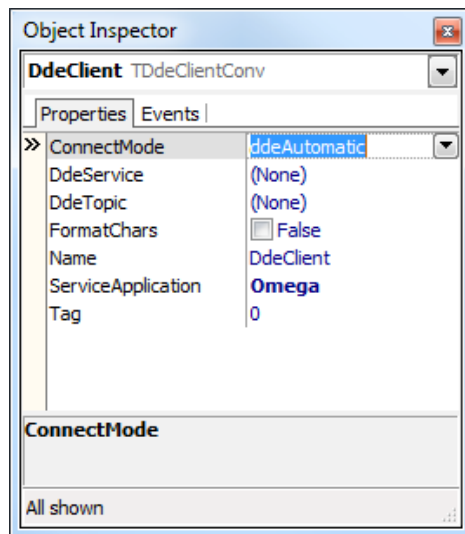 Object Inspector
DdeClient TDdeClientConv
Properties Events
» ConnectMode ddeAutomatic
DdeService (None)
DdeTopic (None)
FormatChars False
Name DdeClient
ServiceApplication Omega
Tag 0
ConnectMode
All shown